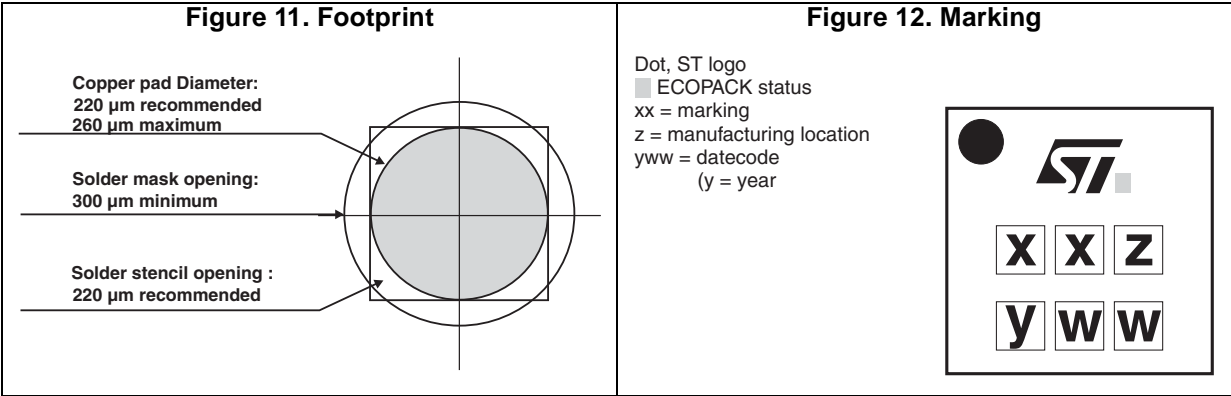 Figure 11. Footprint
Copper pad Diameter:
220 µm recommended
260 µm maximum
Solder mask opening:
300 µm minimum
Solder stencil opening :
220 µm recommended
Figure 12. Marking
Dot, ST logo
ECOPACK status
xx = marking
z = manufacturing location
yww = datecode
(y = year
ST
x x z
y w w